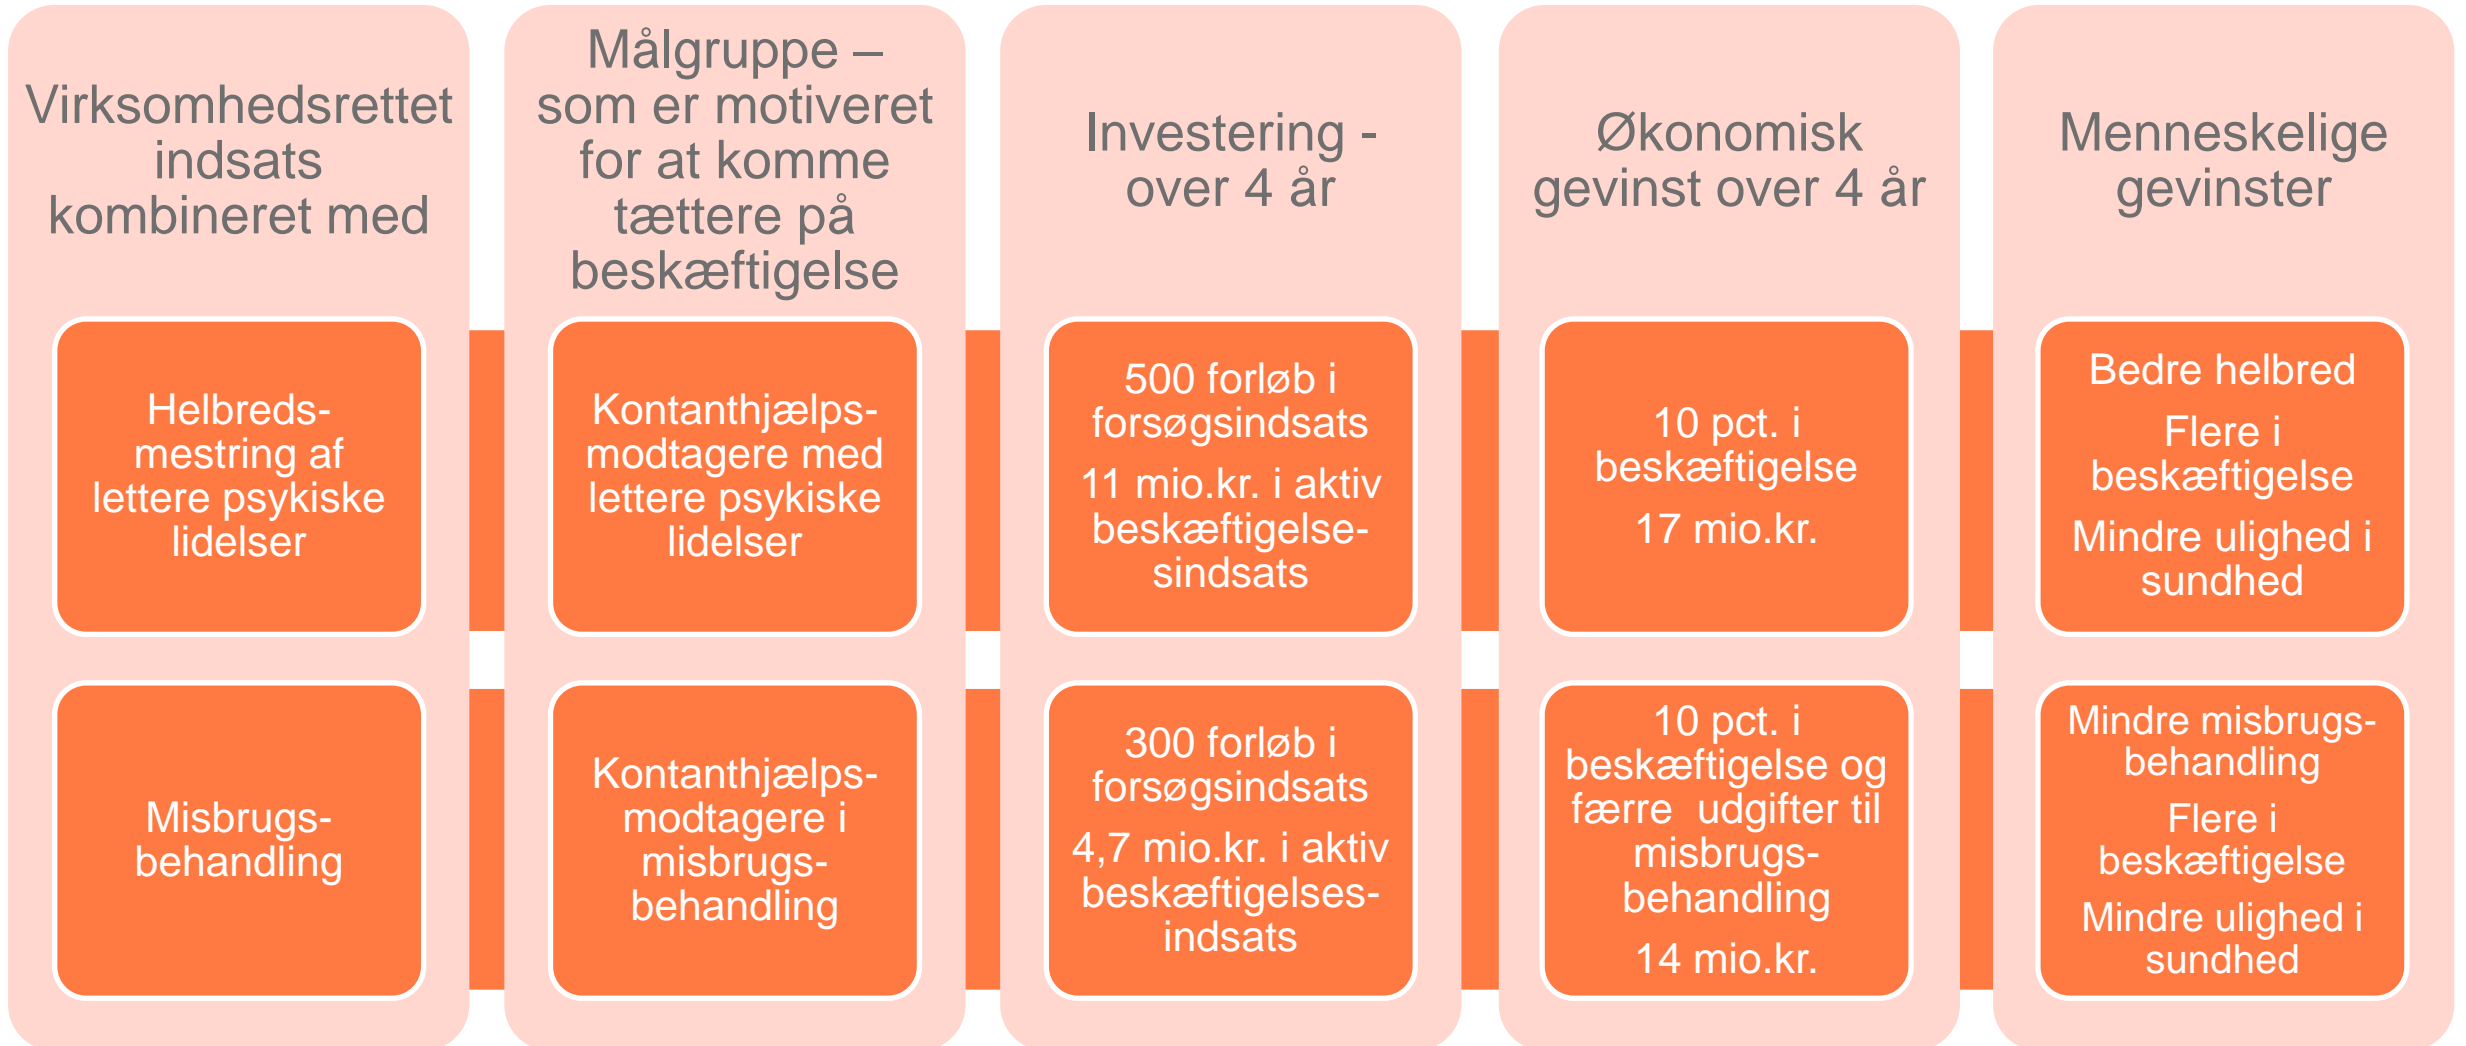 Virksomhedsrettet
indsats
kombineret med
Målgruppe –
som er motiveret
for at komme
tættere på
beskæftigelse
Investering -
over 4 år
Økonomisk
gevinst over 4 år
Menneskelige
gevinster
Helbreds-
mestring af
lettere psykiske
lidelser
Kontanthjælps-
modtagere med
lettere psykiske
lidelser
500 forløb i
forsøgsindsats
11 mio.kr. i aktiv
beskæftigelse-
sindsats
10 pct. i
beskæftigelse
17 mio.kr.
Bedre helbred
Flere i
beskæftigelse
Mindre ulighed i
sundhed
Misbrugs-
behandling
Kontanthjælps-
modtagere i
misbrugs-
behandling
300 forløb i
forsøgsindsats
4,7 mio.kr. i aktiv
beskæftigelses-
indsats
10 pct. i
beskæftigelse og
færre  udgifter til
misbrugs-
behandling
14 mio.kr.
Mindre misbrugs-
behandling
Flere i
beskæftigelse
Mindre ulighed i
sundhed